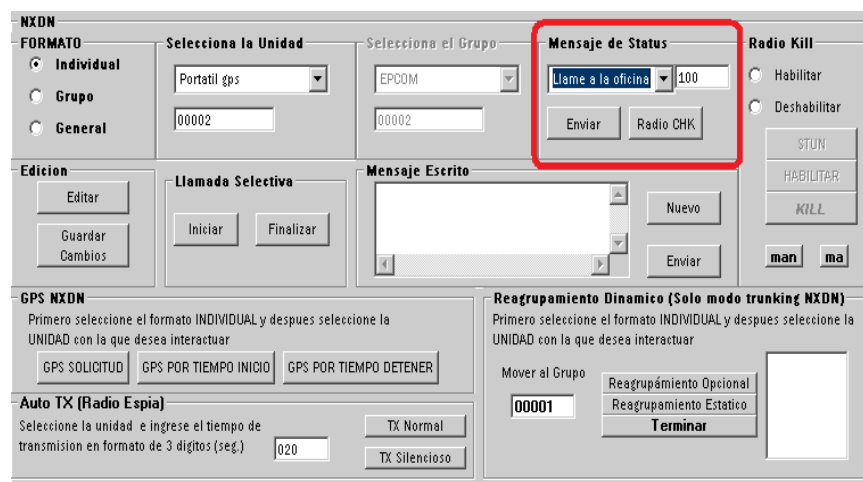 NXDN
FORMATO
Individual
Grupo
General
Selecciona la Unidad
Portatil gps
00002
Selecciona el Grupo
EPCOM
00002
Mensaje de Status
Llame a la oficina
100
Enviar
Radio CHK
Radio Kill
Habilitar
Deshabilitar
STUN
HABILITAR
KILL
man
ma
Edicion
Editar
Guardar
Cambios
Llamada Selectiva
Iniciar
Finalizar
Mensaje Escrito
Nuevo
Enviar
GPS NXDN
Primero seleccione el formato INDIVIDUAL y despues seleccione la
UNIDAD con la que desea interactuar
GPS SOLICITUD
GPS POR TIEMPO INICIO
GPS POR TIEMPO DETENER
Auto TX (Radio Espia)
Seleccione la unidad e ingrese el tiempo de
transmision en formato de 3 digitos (seg.)
020
TX Normal
TX Silencioso
Reagrupamiento Dinamico (Solo modo trunking NXDN)
Primero seleccione el formato INDIVIDUAL y despues seleccione la
UNIDAD con la que desea interactuar
Mover al Grupo
00001
Reagrupámiento Opcional
Reagrupamiento Estatico
Terminar